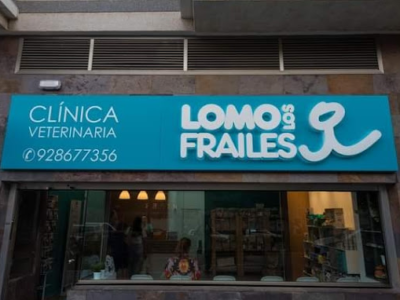 CLÍNICA
VETERINARIA
928677356
LOMO LOS
FRAILES